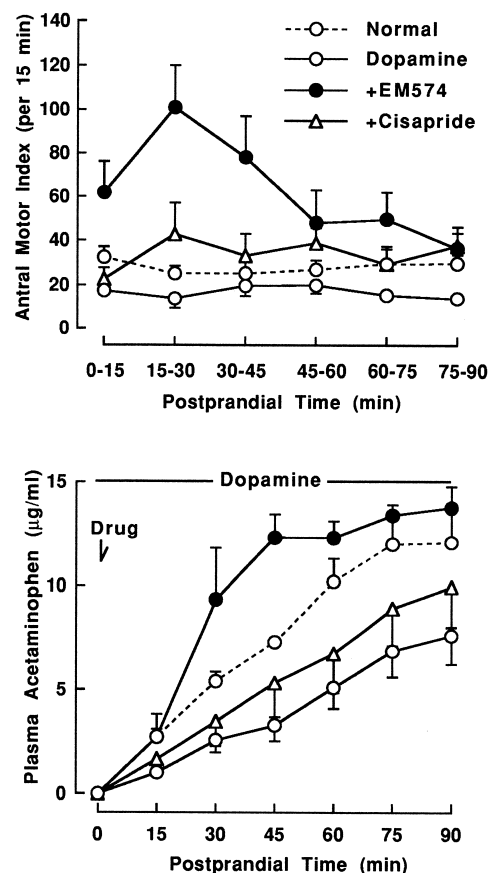 140
120
100
80
60
40
20
0
Antral Motor Index (per 15 min)
Normal
Dopamine
+EM574
+Cisapride
0-15 15-30 30-45 45-60 60-75 75-90
Postprandial Time (min)
15
10
5
0
Plasma Acetaminophen (μg/ml)
Dopamine
Drug
0 15 30 45 60 75 90
Postprandial Time (min)